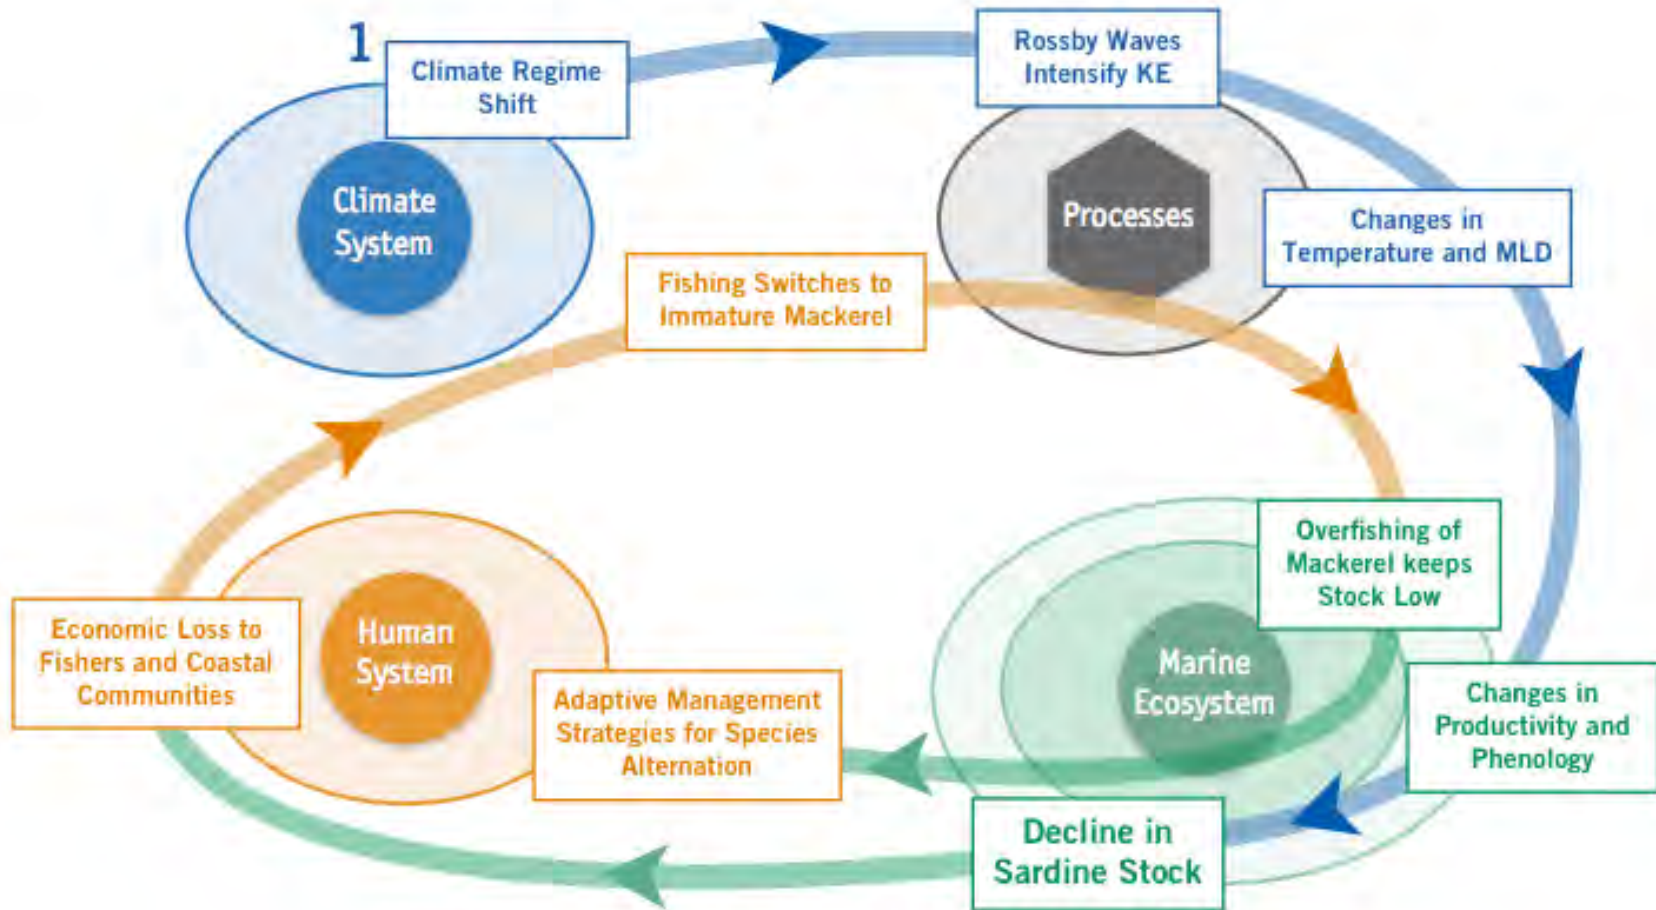 1
Climate Regime
Shift
Rossby Waves
Intensify KE
Climate
System
Processes
Changes in
Temperature and MLD
Fishing Switches to
Immature Mackerel
Overfishing of
Mackerel keeps
Stock Low
Economic Loss to
Fishers and Coastal
Communities
Human
System
Adaptive Management
Strategies for Species
Alternation
Marine
Ecosystem
Changes in
Productivity and
Phenology
Decline in
Sardine Stock